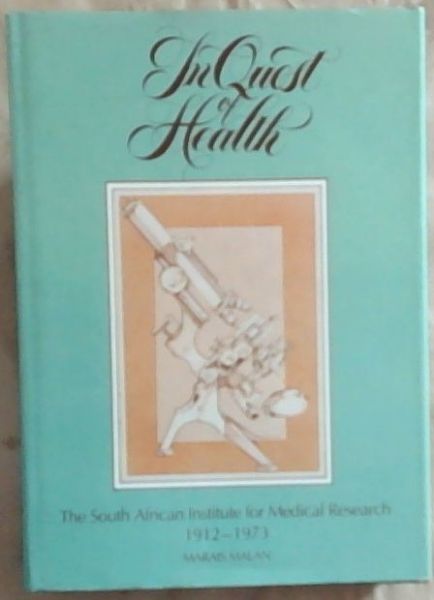 In Quest
of
Health
The South African Institute for Medical Research
1912-1973
MARAIS MALAN